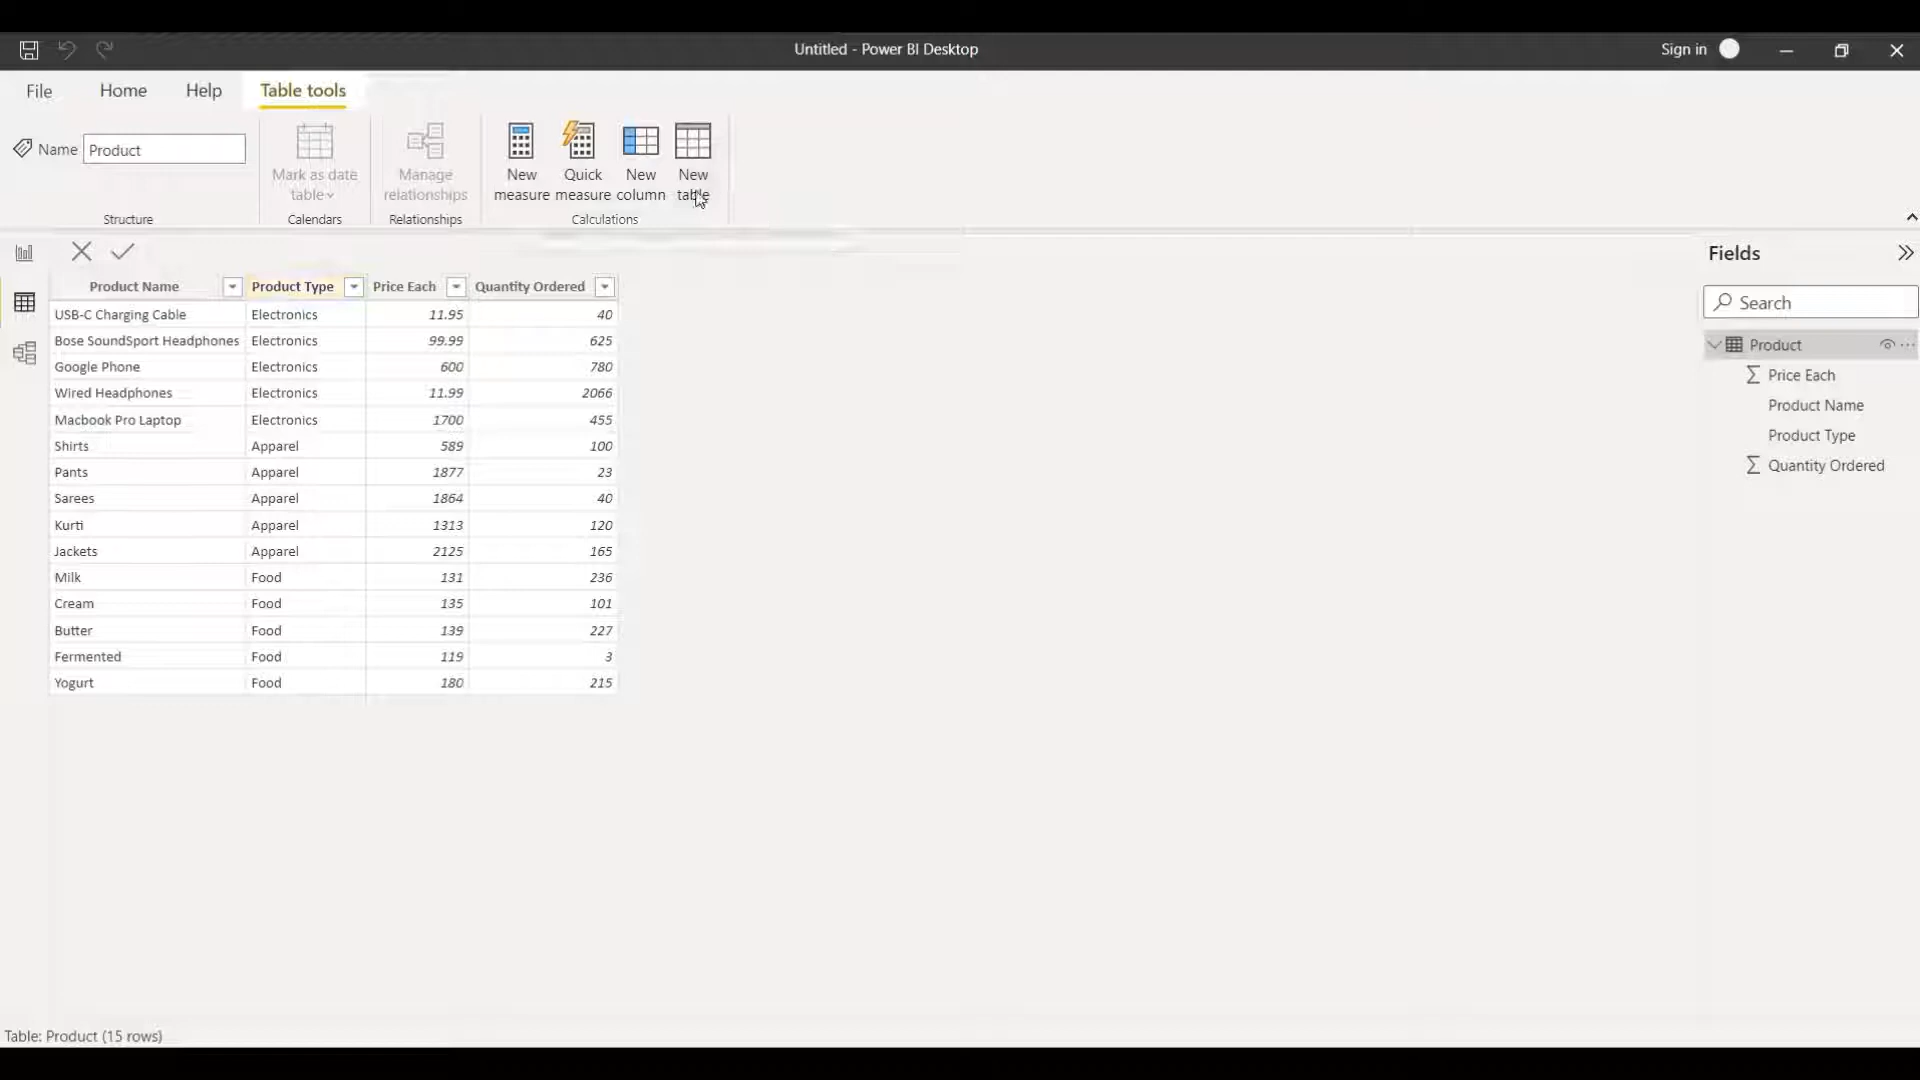 Untitled - Power BI Desktop
Sign in
File Home Help Table tools
Name Product
Mark as date table
Manage relationships
New measure
Quick measure
New column
New table
Structure Calendars Relationships Calculations
Product Name Product Type Price Each Quantity Ordered
USB-C Charging Cable Electronics 11.95 40
Bose SoundSport Headphones Electronics 99.99 625
Google Phone Electronics 600 780
Wired Headphones Electronics 11.99 2066
Macbook Pro Laptop Electronics 1700 455
Shirts Apparel 589 100
Pants Apparel 1877 23
Sarees Apparel 1864 40
Kurti Apparel 1313 120
Jackets Apparel 2125 165
Milk Food 131 236
Cream Food 135 101
Butter Food 139 227
Fermented Food 119 3
Yogurt Food 180 215
Fields
Search
Product
Price Each
Product Name
Product Type
Quantity Ordered
Table: Product (15 rows)